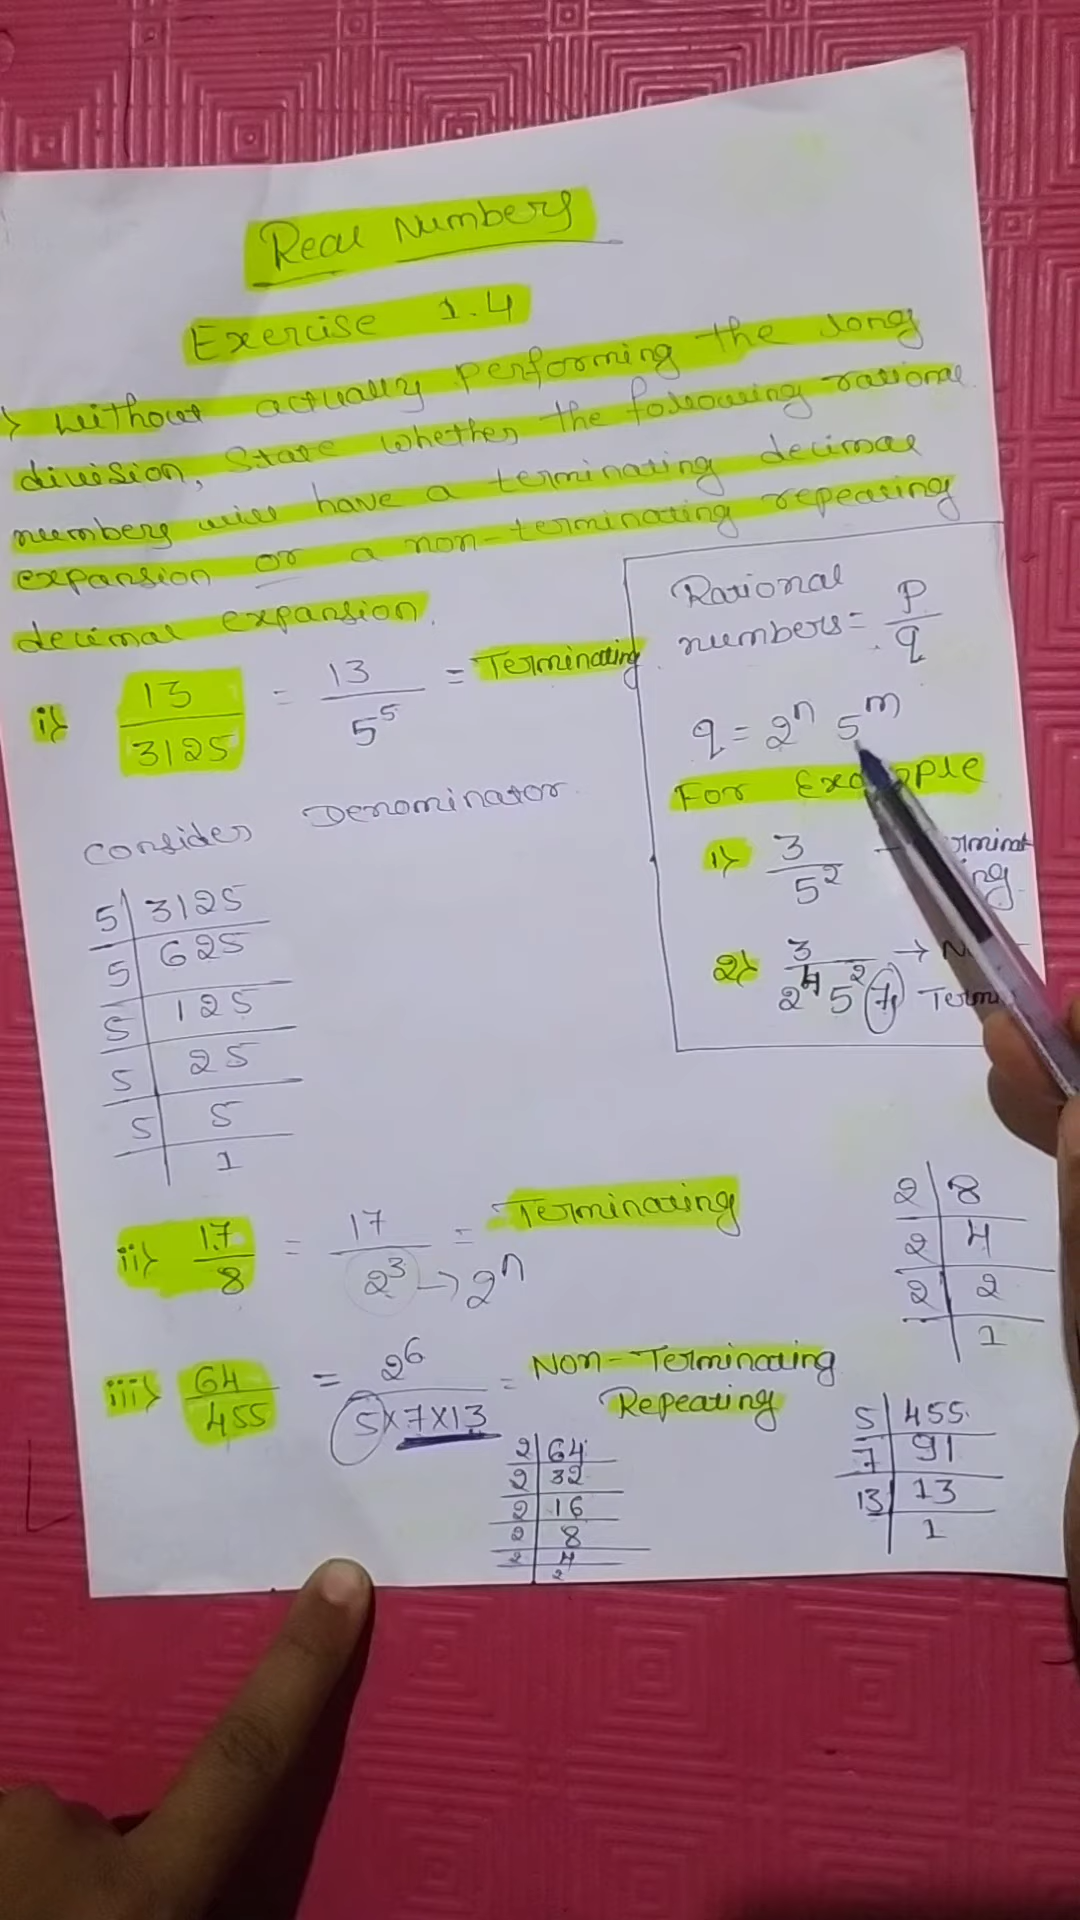 Real Numbers
Exercise 1.4
without actually performing the long
division, State whether the following rational
numbers will have a terminating decimal
expansion or a non-terminating repeating
decimal expansion.
i) 13/3125 = 13/5^5 = Terminating
Consider Denominator
5 | 3125
5 | 625
5 | 125
5 | 25
5 | 5
1
Rational
numbers = p/q
q = 2^n 5^m
For Example
1) 3/5^2
2) 3/2^4 5^2 7 →
ii) 17/8 = 17/2^3 → 2^n = Terminating
2 | 8
2 | 4
2 | 2
1
iii) 64/455 = 2^6/5×7×13 = Non-Terminating
Repeating
2 | 64
2 | 32
2 | 16
2 | 8
2 | 4
2
5 | 455
7 | 91
13 | 13
1